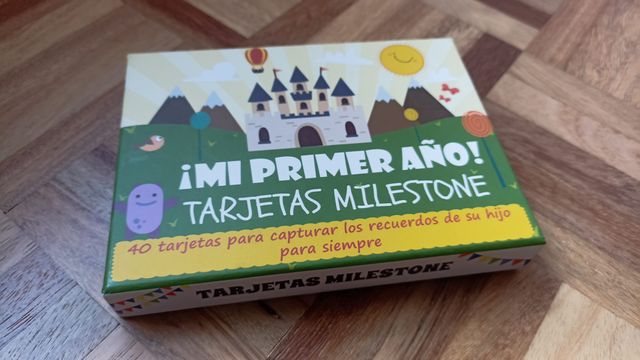 ¡MI PRIMER AÑO!
TARJETAS MILESTONE
40 tarjetas para capturar los recuerdos de su hijo
para siempre
TARJETAS MILESTONE